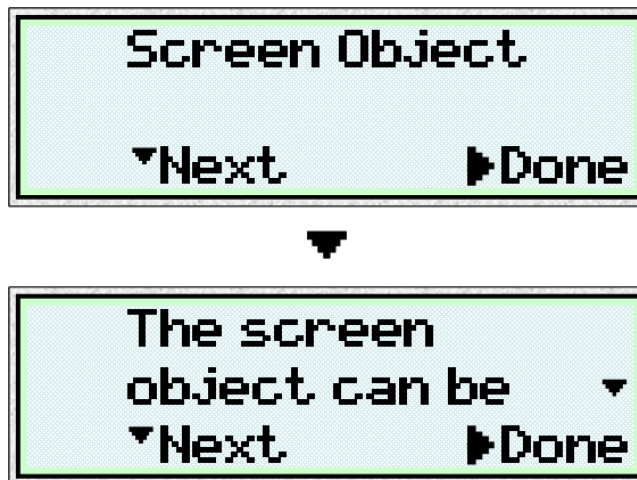 Screen Object
▼Next ▶Done
▼
The screen
object can be ▼
▼Next ▶Done